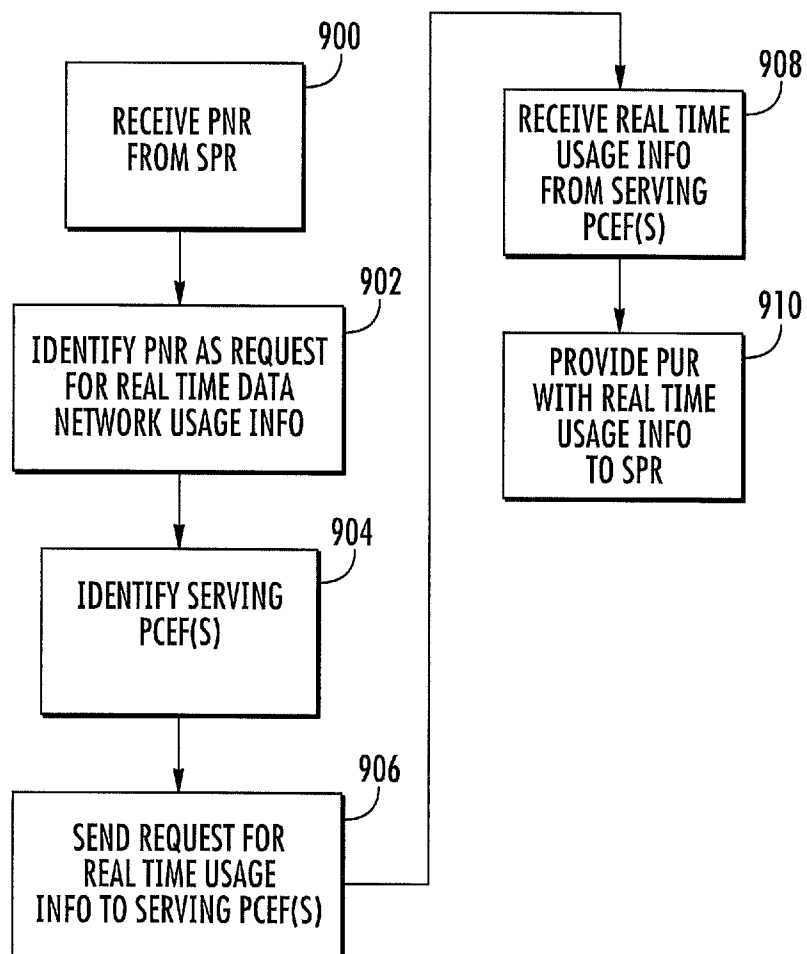 900
RECEIVE PNR
FROM SPR
902
IDENTIFY PNR AS REQUEST
FOR REAL TIME DATA
NETWORK USAGE INFO
904
IDENTIFY SERVING
PCEF(S)
906
SEND REQUEST FOR
REAL TIME USAGE
INFO TO SERVING PCEF(S)
908
RECEIVE REAL TIME
USAGE INFO
FROM SERVING
PCEF(S)
910
PROVIDE PUR
WITH REAL TIME
USAGE INFO
TO SPR